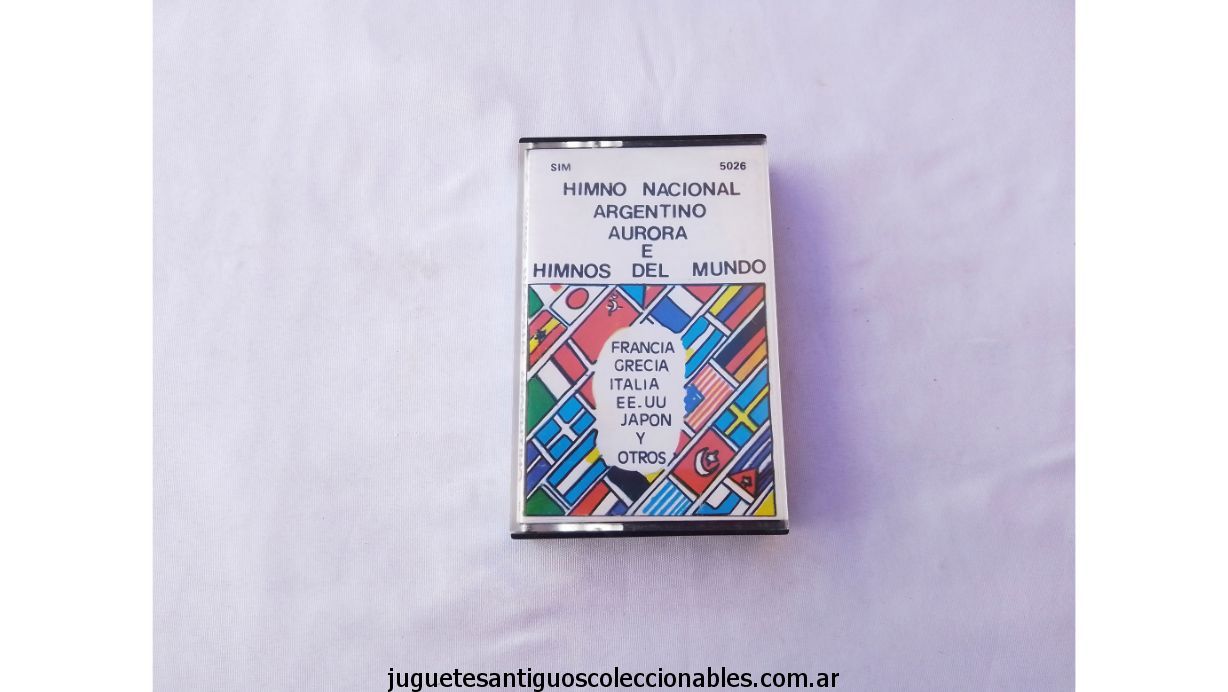 SIM 5026
HIMNO NACIONAL
ARGENTINO
AURORA
E
HIMNOS DEL MUNDO
FRANCIA
GRECIA
ITALIA
EE-UU
JAPON
Y
OTROS
juguetesantiguoscoleccionables.com.ar